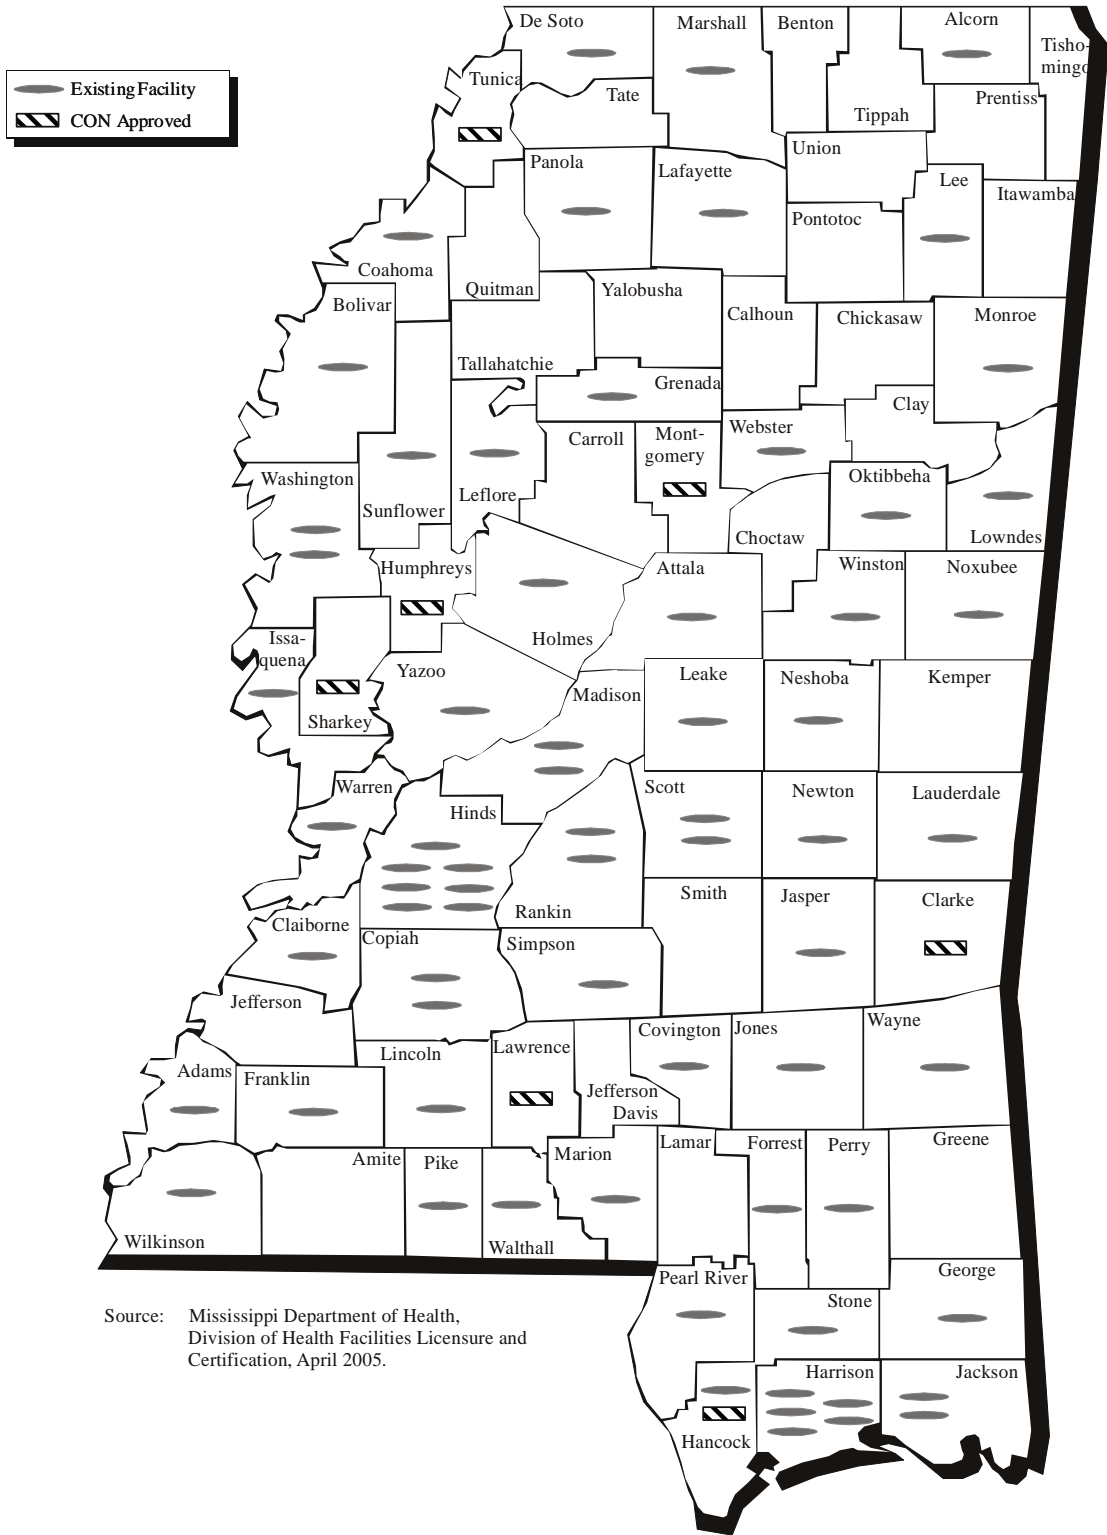 De Soto
Marshall
Benton
Alcorn
Tisho-
mingo
Existing Facility
CON Approved
Tunica
Tate
Prentiss
Tippah
Union
Panola
Lafayette
Lee
Itawamba
Pontotoc
Coahoma
Quitman
Yalobusha
Bolivar
Calhoun
Chickasaw
Monroe
Tallahatchie
Grenada
Clay
Webster
Carroll
Mont-
gomery
Washington
Oktibbeha
Leflore
Sunflower
Choctaw
Lowndes
Humphreys
Attala
Winston
Noxubee
Holmes
Issa-
quena
Yazoo
Leake
Neshoba
Kemper
Madison
Sharkey
Warren
Scott
Newton
Lauderdale
Hinds
Smith
Jasper
Clarke
Rankin
Claiborne
Copiah
Simpson
Jefferson
Wayne
Covington
Jones
Lawrence
Lincoln
Adams
Franklin
Jefferson
Davis
Greene
Lamar
Forrest
Perry
Marion
Amite
Pike
Wilkinson
Walthall
George
Pearl River
Stone
Source: Mississippi Department of Health,
Division of Health Facilities Licensure and
Certification, April 2005.
Harrison
Jackson
Hancock